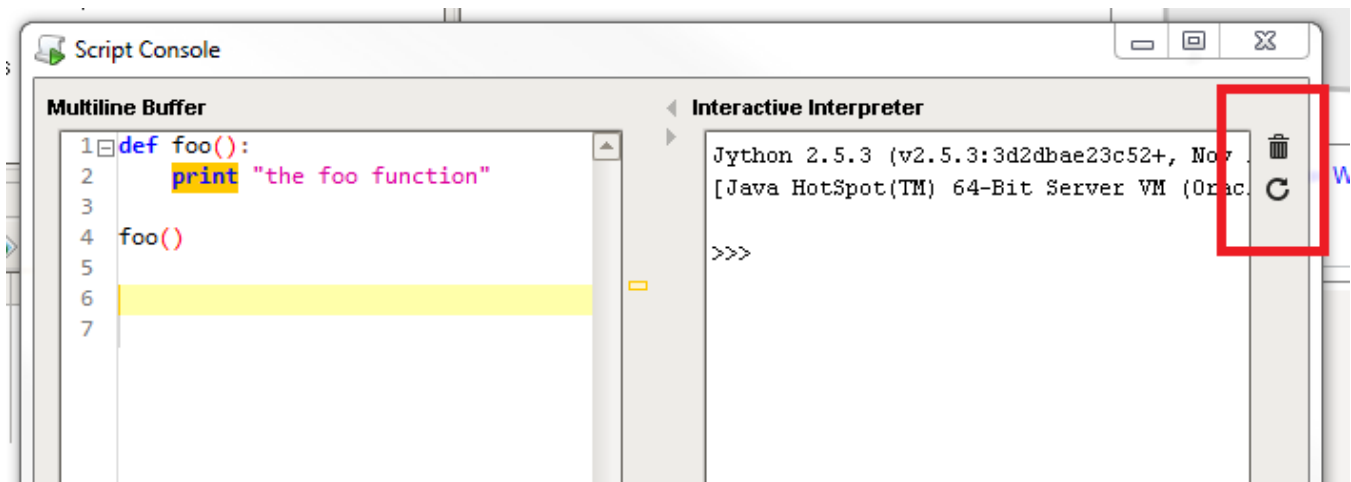 Script Console
Multiline Buffer
1 def foo():
2 print "the foo function"
3
4 foo()
5
6
7
Interactive Interpreter
Jython 2.5.3 (v2.5.3:3d2dbae23c52+, Nov .
[Java HotSpot(TM) 64-Bit Server VM (Orac.
>>>
s
W